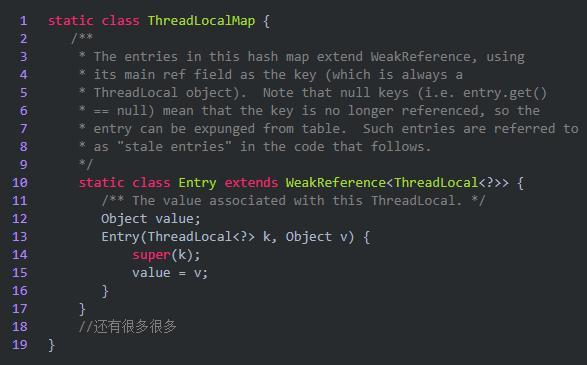 1 static class ThreadLocalMap {
2 /**
3 * The entries in this hash map extend WeakReference, using
4 * its main ref field as the key (which is always a
5 * ThreadLocal object).  Note that null keys (i.e. entry.get()
6 * == null) mean that the key is no longer referenced, so the
7 * entry can be expunged from table.  Such entries are referred to
8 * as "stale entries" in the code that follows.
9 */
10 static class Entry extends WeakReference<ThreadLocal<?>> {
11 /** The value associated with this ThreadLocal. */
12 Object value;
13 Entry(ThreadLocal<?> k, Object v) {
14 super(k);
15 value = v;
16 }
17 }
18 //还有很多很多
19 }